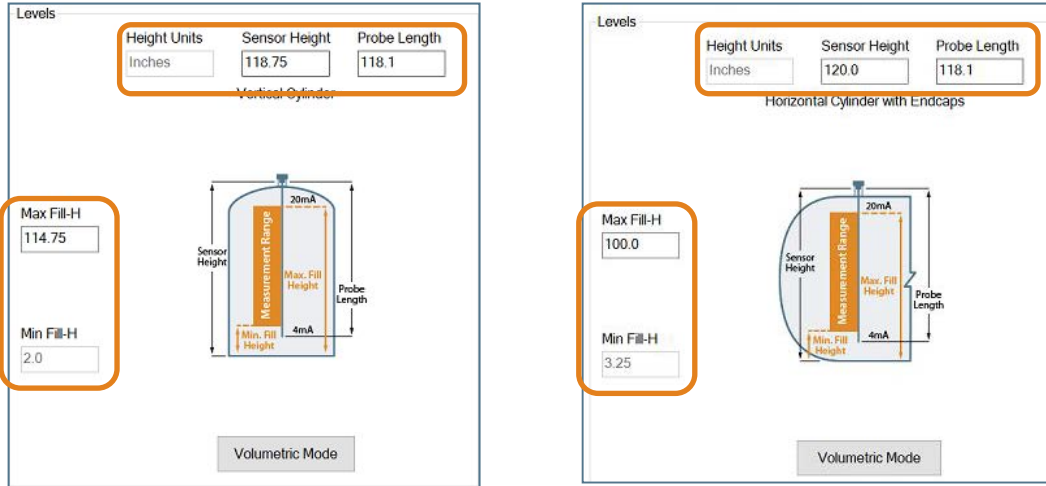 Levels
Height Units Sensor Height Probe Length
Inches 118.75 118.1
Vertical Cylinder
20mA
Max Fill-H
114.75
Sensor
Height
Measurement Range
Max. Fill
Height
Probe
Length
Min Fill-H
2.0
Min. Fill
Height
4mA
Volumetric Mode
Levels
Height Units Sensor Height Probe Length
Inches 120.0 118.1
Horizontal Cylinder with Endcaps
20mA
Max Fill-H
100.0
Sensor
Height
Measurement Range
Max. Fill
Height
Probe
Length
Min Fill-H
3.25
Min. Fill
Height
4mA
Volumetric Mode